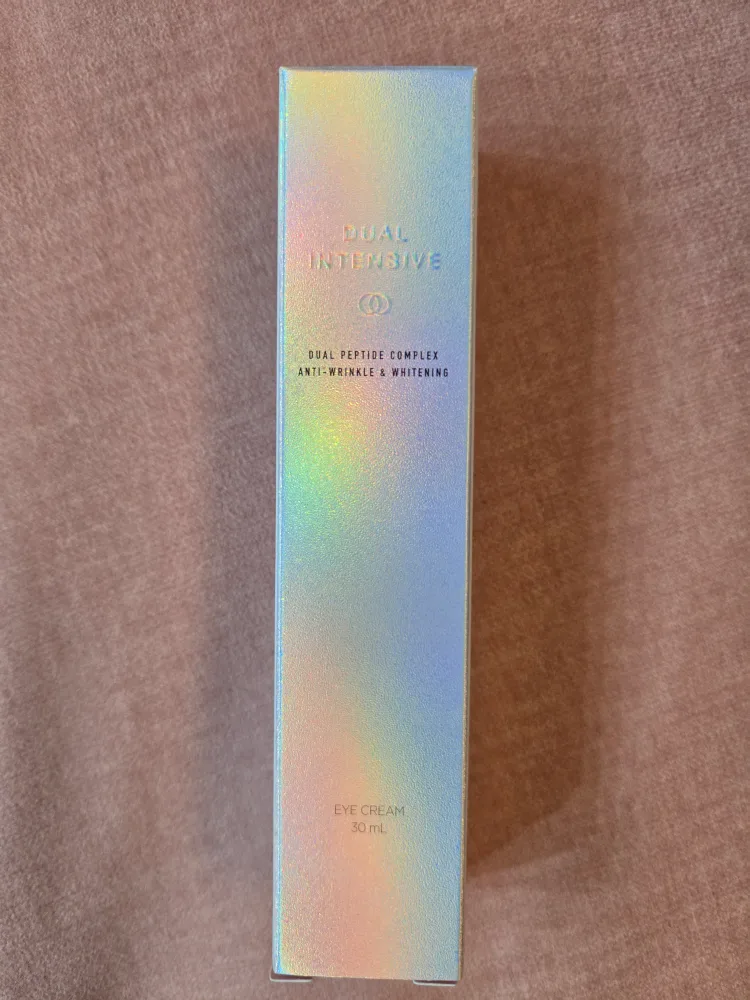 DUAL
INTENSIVE
DUAL PEPTIDE COMPLEX
ANTI-WRINKLE & WHITENING
EYE CREAM
30 mL